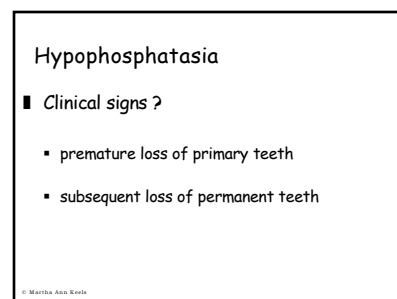 Hypophosphatasia
Clinical signs ?
premature loss of primary teeth
subsequent loss of permanent teeth
© Martha Ann Keels